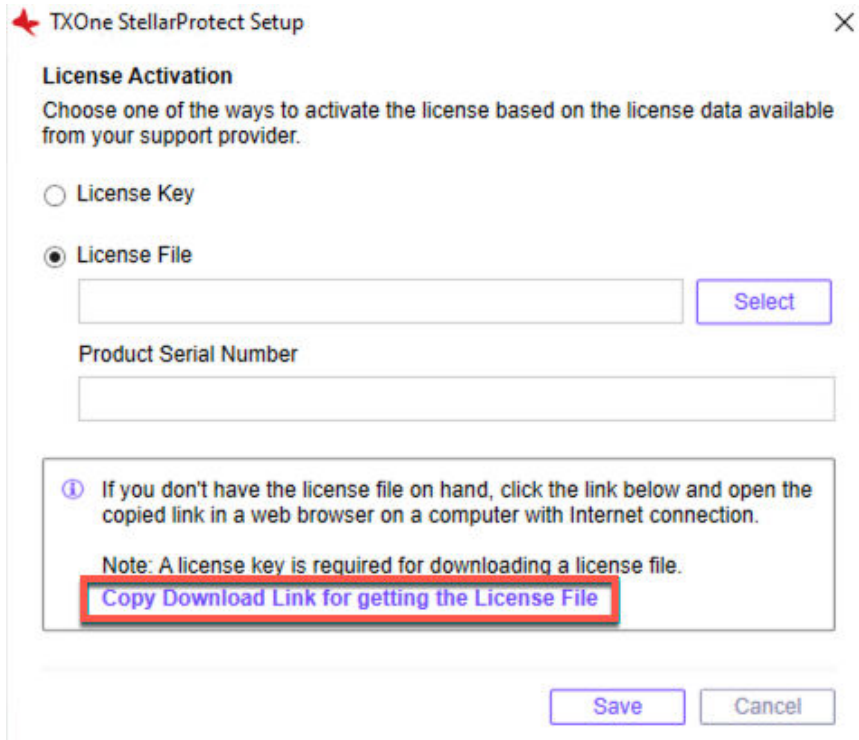 TXOne StellarProtect Setup
License Activation
Choose one of the ways to activate the license based on the license data available
from your support provider.
License Key
License File
Select
Product Serial Number
If you don't have the license file on hand, click the link below and open the
copied link in a web browser on a computer with Internet connection.
Note: A license key is required for downloading a license file.
Copy Download Link for getting the License File
Save
Cancel